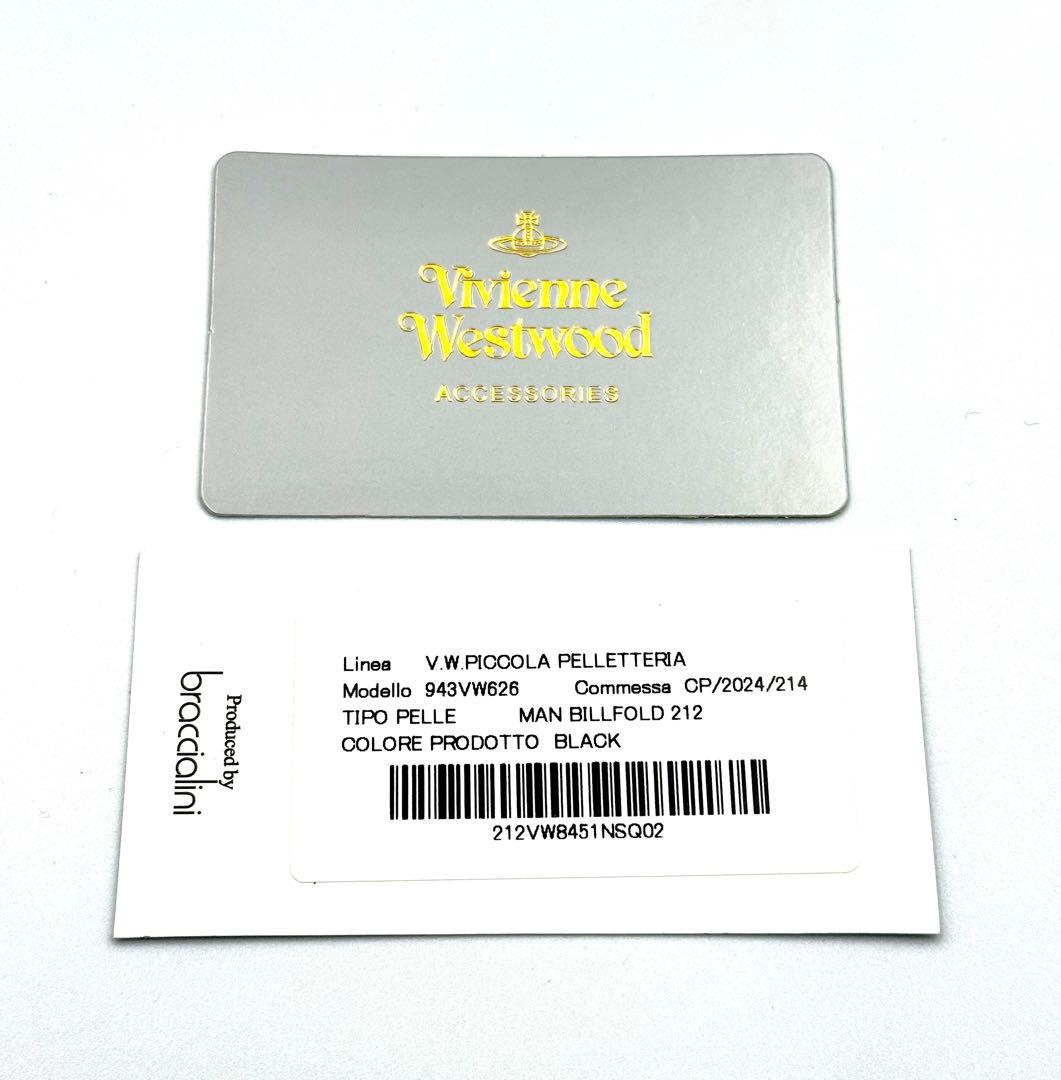 Vivienne
Westwood
ACCESSORIES
Linea V.W.PICCOLA PELLETTERIA
Modello 943VW626 Commessa CP/2024/214
TIPO PELLE MAN BILLFOLD 212
COLORE PRODOTTO BLACK
212VW8451NSQ02
Produced by
braccialini